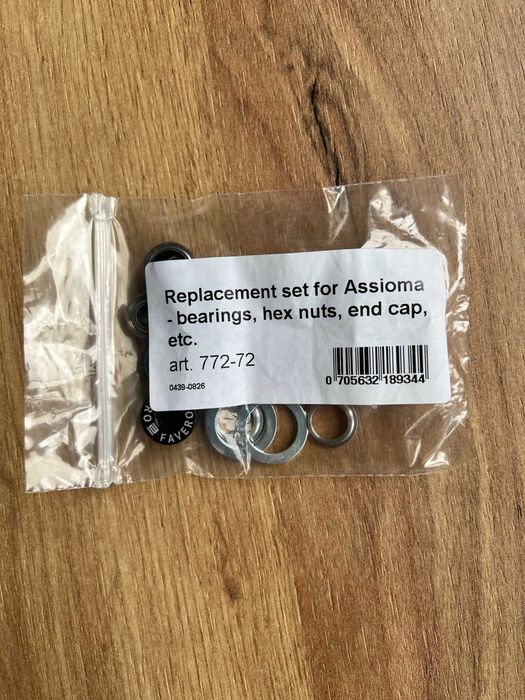 Replacement set for Assioma
- bearings, hex nuts, end cap,
etc.
art. 772-72
0439-0826
0 705632 189344
FAVERO